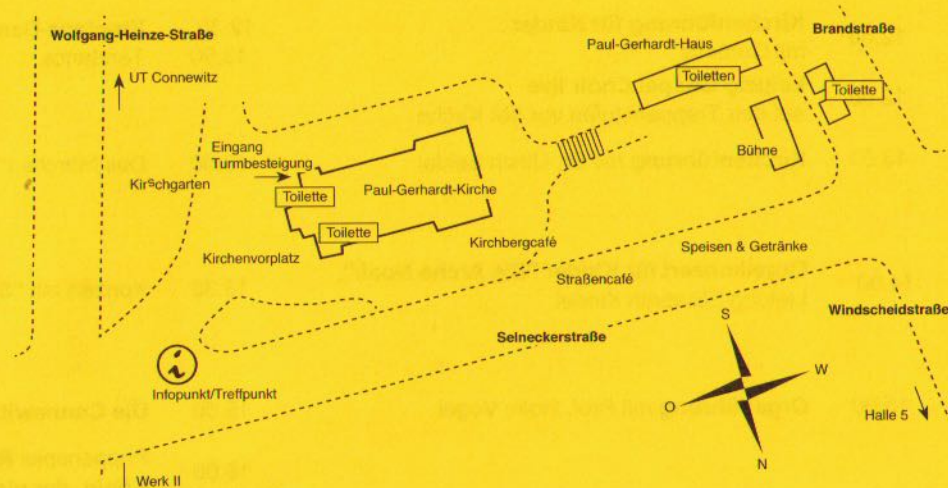 Wolfgang-Heinze-Straße
UT Connewitz
Paul-Gerhardt-Haus
Brandstraße
Toiletten
Toilette
Eingang
Turmbesteigung
Bühne
Kirschgarten
Paul-Gerhardt-Kirche
Toilette
Toilette
Kirchenvorplatz
Kirchbergcafé
Speisen & Getränke
Straßencafé
Windscheidstraße
Selneckerstraße
S
W
O
N
i
Infopunkt/Treffpunkt
Halle 5
Werk II